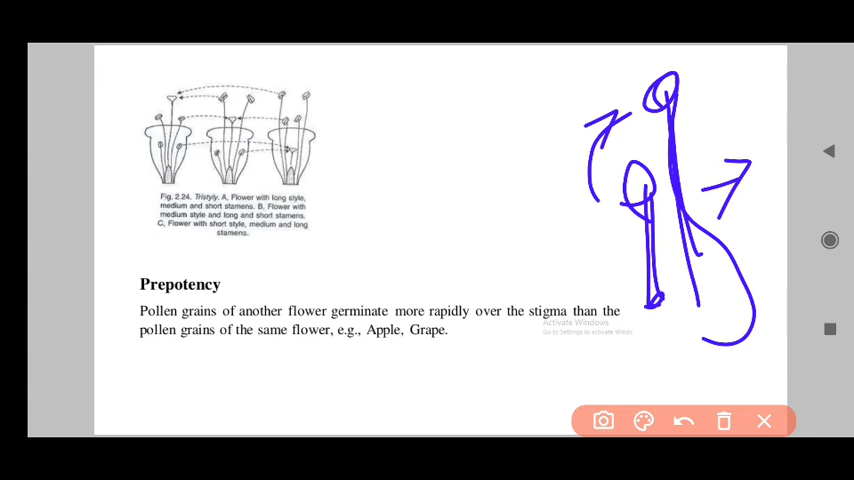 Fig. 2.24. Tristyly. A, Flower with long style,
medium and short stamens. B, Flower with
medium style and long and short stamens.
C, Flower with short style, medium and long
stamens.
Prepotency
Pollen grains of another flower germinate more rapidly over the stigma than the
pollen grains of the same flower, e.g., Apple, Grape.
Activate Windows
Go to Settings to activate Windo